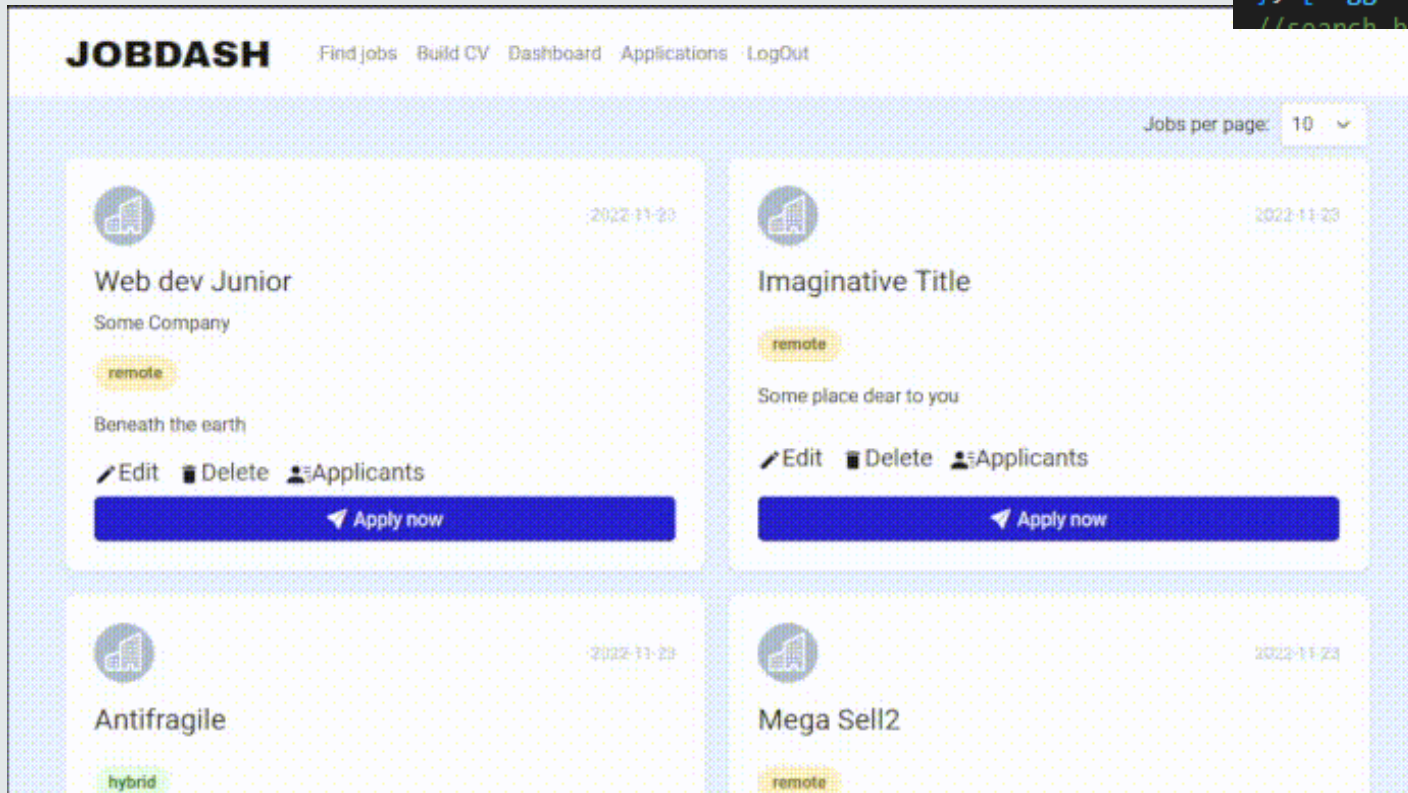 //search b
JOBDASH Find jobs Build CV Dashboard Applications LogOut
Jobs per page: 10
2022-11-23
Web dev Junior
Some Company
remote
Beneath the earth
Edit Delete Applicants
Apply now
2022-11-23
Imaginative Title
remote
Some place dear to you
Edit Delete Applicants
Apply now
2022-11-23
Antifragile
hybrid
2022-11-23
Mega Sell2
remote